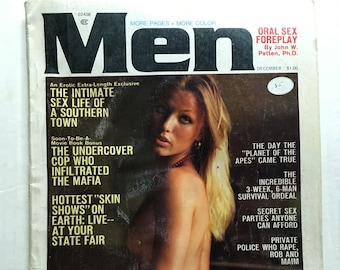 02438
MORE PAGES • MORE COLOR
Men
ORAL SEX
FOREPLAY
By John W.
Petten, Ph.D.
DECEMBER $1.00
An Erotic Extra-Length Exclusive
THE INTIMATE
SEX LIFE OF
A SOUTHERN
TOWN
Soon-To-Be-A-
Movie Book Bonus
THE UNDERCOVER
COP WHO
INFILTRATED
THE MAFIA
HOTTEST "SKIN
SHOWS" ON
EARTH: LIVE--
AT YOUR
STATE FAIR
THE DAY THE
"PLANET OF THE
APES" CAME TRUE
THE
INCREDIBLE
3-WEEK, 6-MAN
SURVIVAL ORDEAL
SECRET SEX
PARTIES ANYONE
CAN AFFORD
PRIVATE
POLICE WHO RAPE,
ROB AND
MAIM